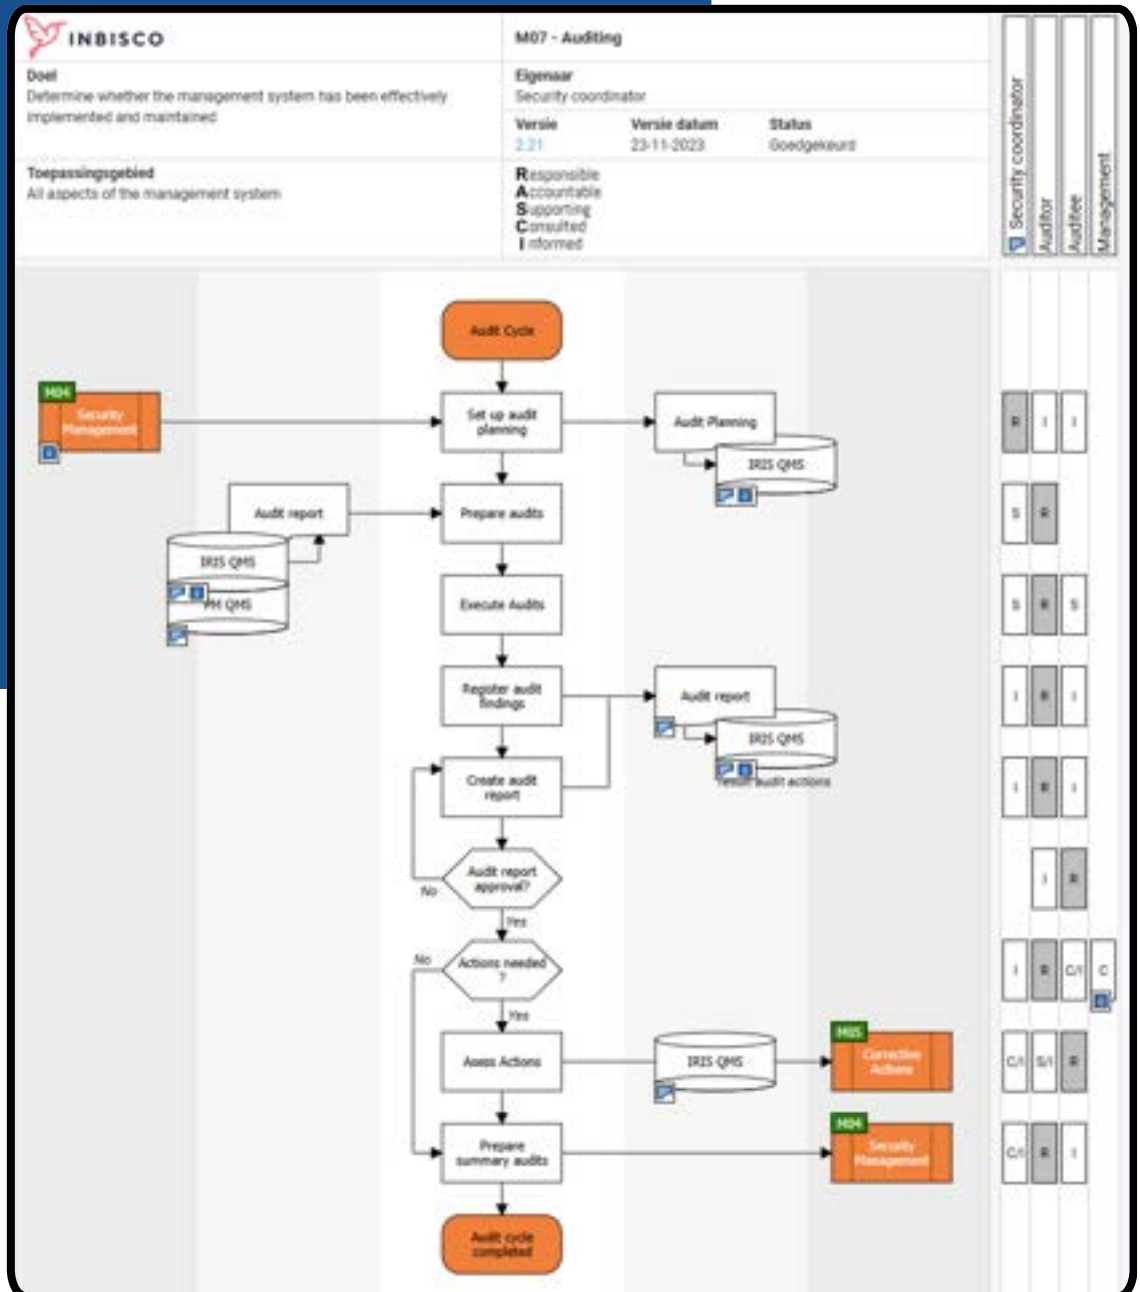 INBISCO
M07 - Auditing
Doel
Determine whether the management system has been effectively
implemented and maintained
Eigenaar
Security coordinator
Versie
Versie datum
Status
2.21
23-11-2023
Goedgekeurd
Toepassingsgebied
All aspects of the management system
Responsible
Accountable
Supporting
Consulted
Informed
Security coordinator
Auditor
Auditee
Management
Audit Cycle
M04
Security
Management
Set up audit
planning
Audit Planning
IRIS QMS
R
I
I
Audit report
Prepare audits
IRIS QMS
PM QMS
S
R
Execute Audits
S
R
S
Register audit
findings
Audit report
IRIS QMS
result audit actions
I
R
I
Create audit
report
I
R
I
Audit report
approval?
No
Yes
I
R
Actions needed
?
No
Yes
I
R
C/I
C
Asess Actions
IRIS QMS
M05
Corrective
Actions
C/I
S/I
R
Prepare
summary audits
M04
Security
Management
C/I
R
I
Audit cycle
completed